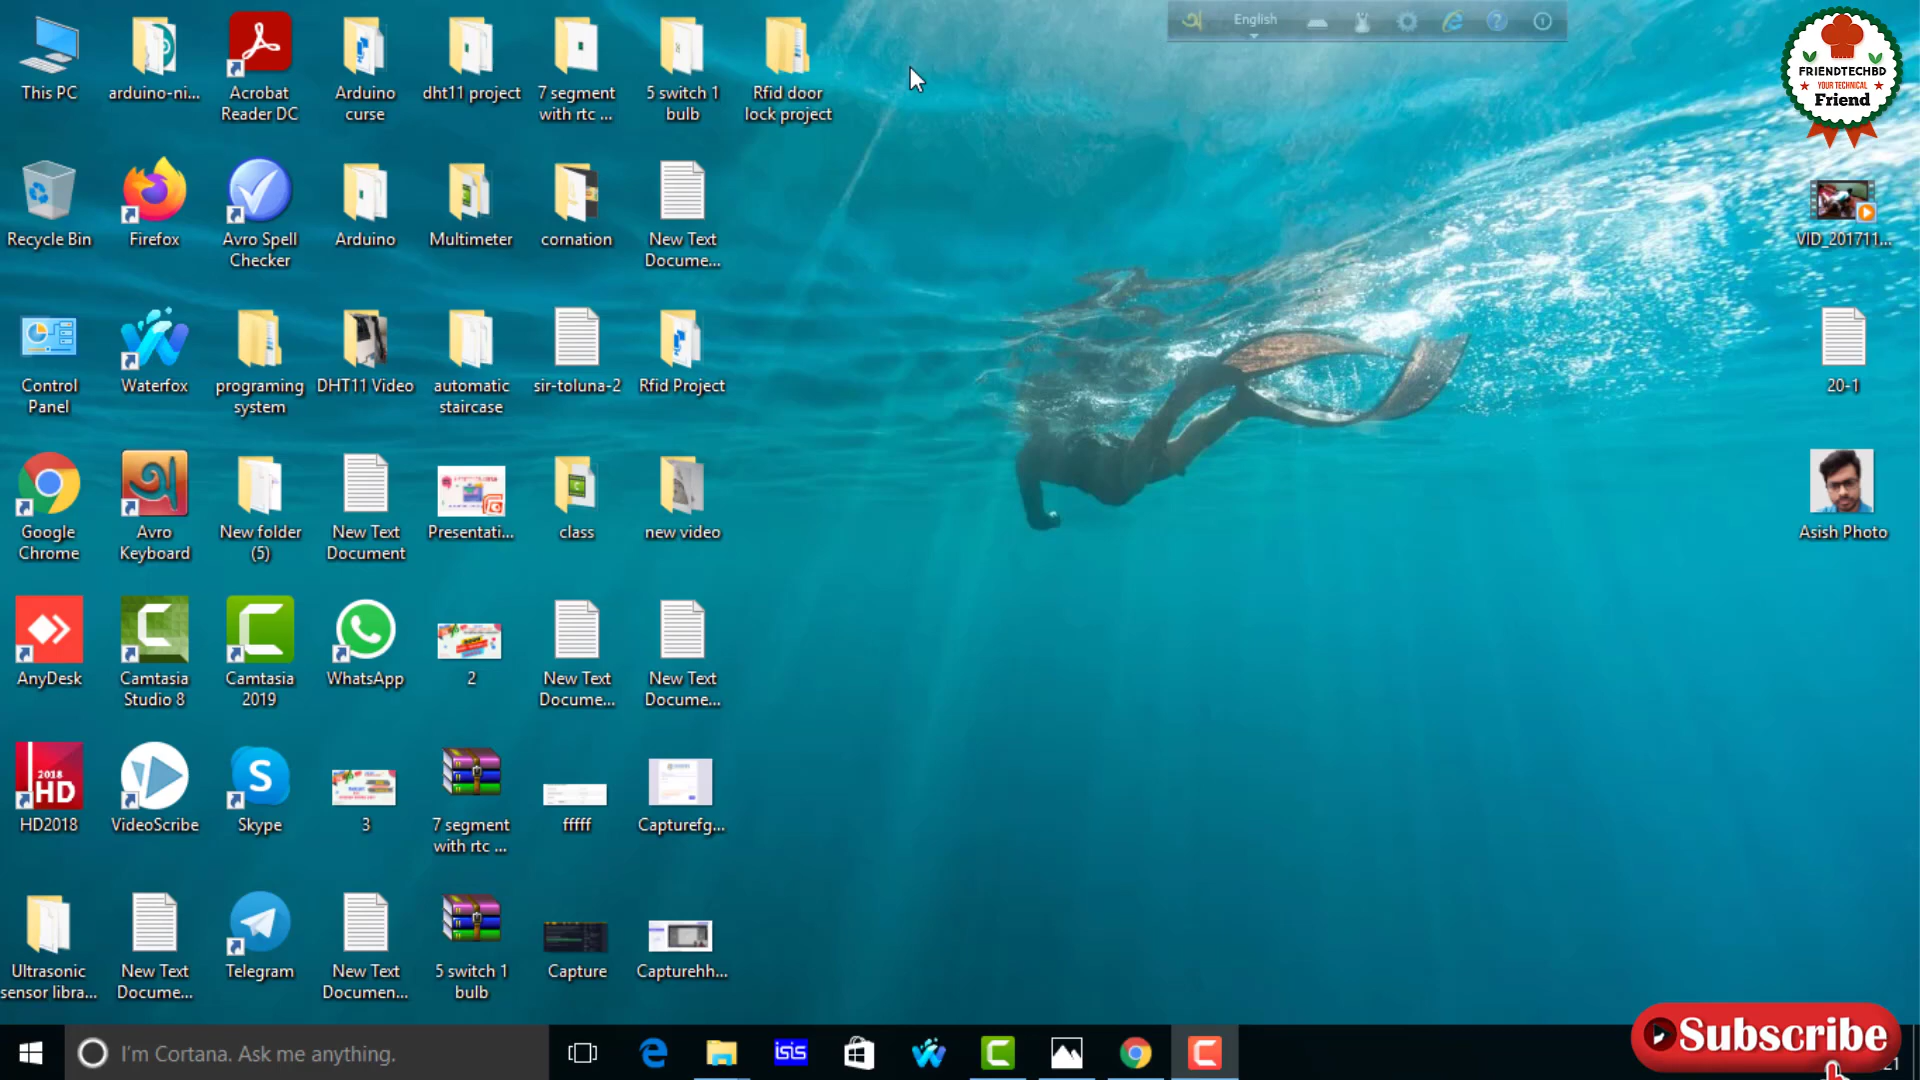 English
FRIENDTECHBD
YOUR TECHNICAL
Friend
This PC
arduino-ni...
Acrobat
Reader DC
Arduino
curse
dht11 project
7 segment
with rtc ...
5 switch 1
bulb
Rfid door
lock project
Recycle Bin
Firefox
Avro Spell
Checker
Arduino
Multimeter
cornation
New Text
Docume...
VID_201711...
Control
Panel
Waterfox
programing
system
DHT11 Video
automatic
staircase
sir-toluna-2
Rfid Project
20-1
Google
Chrome
Avro
Keyboard
New folder
(5)
New Text
Document
Presentati...
class
new video
Asish Photo
AnyDesk
Camtasia
Studio 8
Camtasia
2019
WhatsApp
2
New Text
Docume...
New Text
Docume...
2018
HD
HD2018
VideoScribe
Skype
3
7 segment
with rtc ...
fffff
Capturefg...
Ultrasonic
sensor libra...
New Text
Docume...
Telegram
New Text
Documen...
5 switch 1
bulb
Capture
Capturehh...
I'm Cortana. Ask me anything.
isis
Subscribe
21